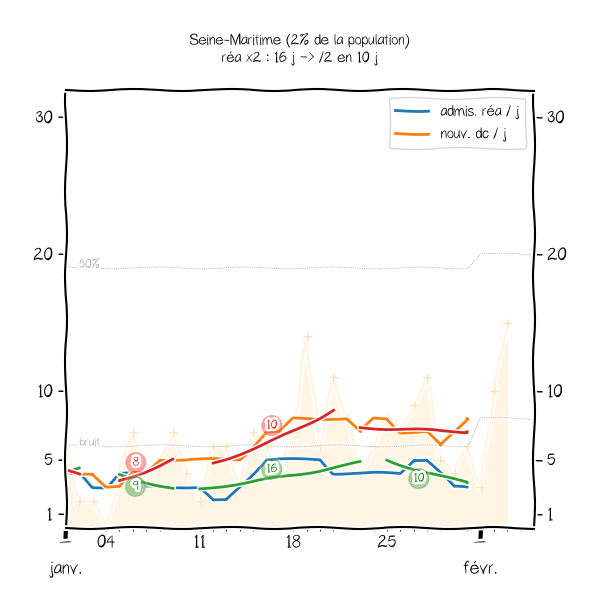 Seine-Maritime (2% de la population)
réa x2 : 16 j -> /2 en 10 j
admis. réa / j
nouv. dc / j
30 30
20 20
50%
10 10
10
bruit
8
5 5
16
10
9
1 1
04 11 18 25
janv. févr.